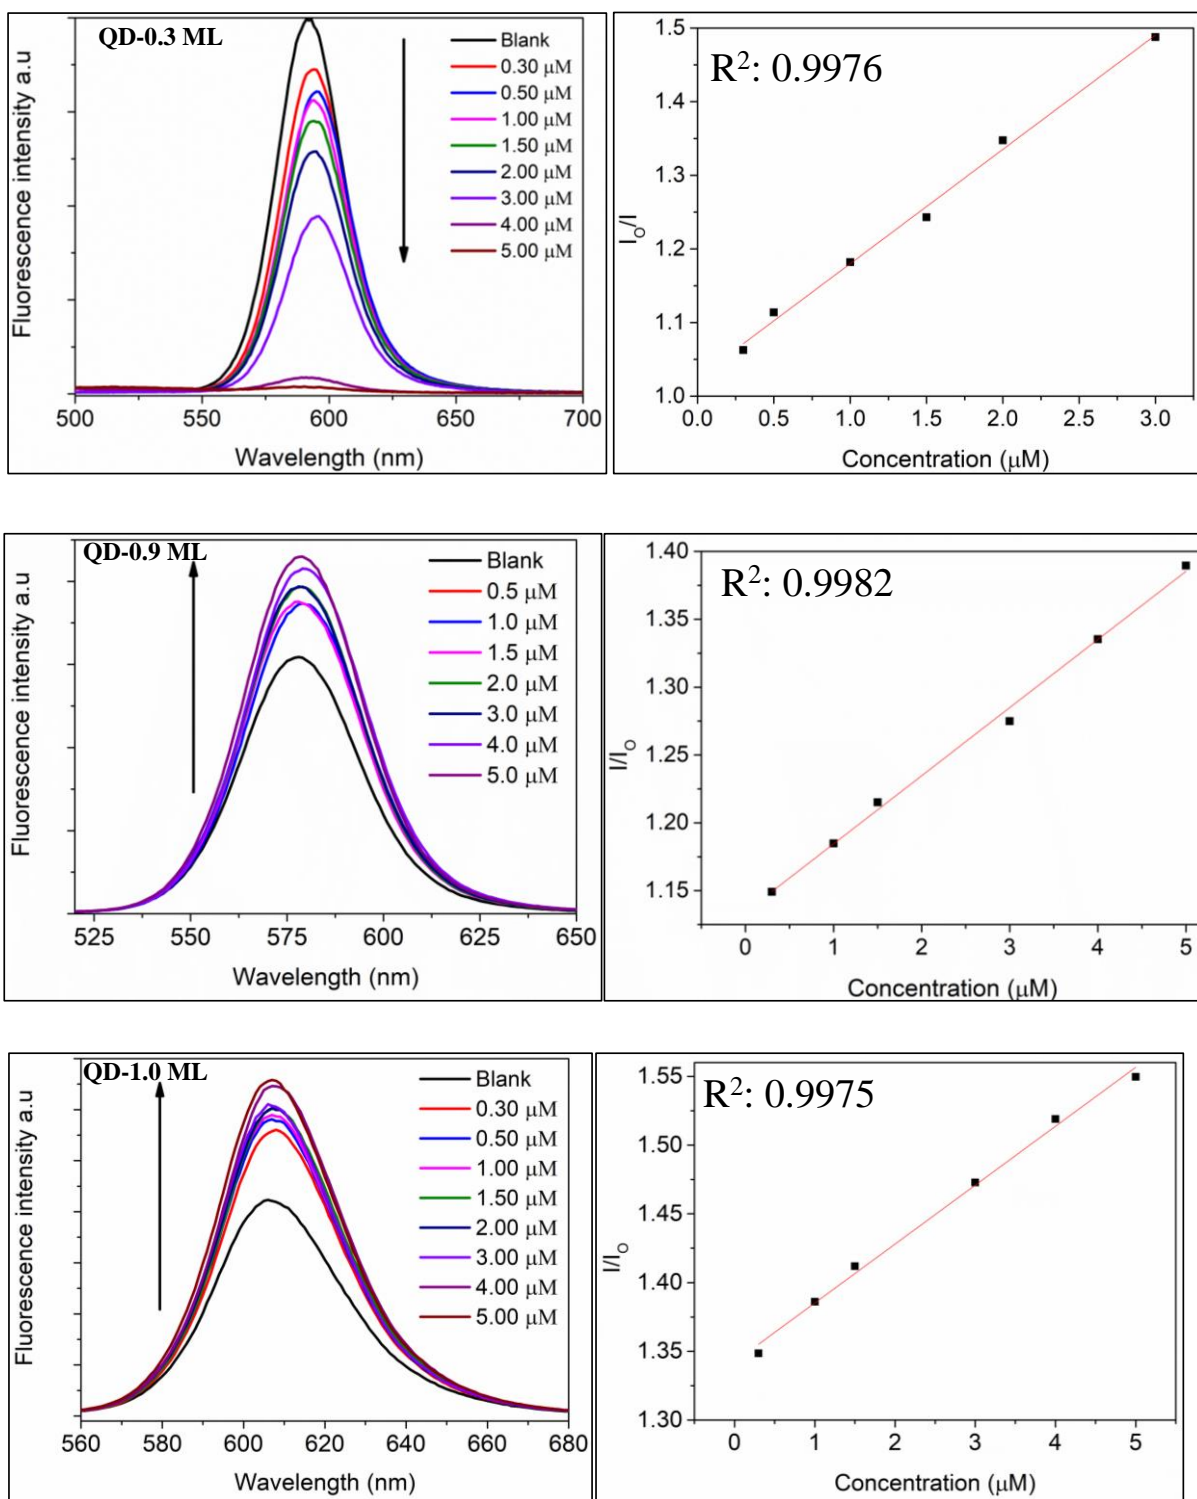 QD-0.3 ML
Blank
0.30 μM
0.50 μM
1.00 μM
1.50 μM
2.00 μM
3.00 μM
4.00 μM
5.00 μM
Fluorescence intensity a.u
500 550 600 650 700
Wavelength (nm)
R²: 0.9976
I_O/I
1.5
1.4
1.3
1.2
1.1
1.0
0.0 0.5 1.0 1.5 2.0 2.5 3.0
Concentration (μM)
QD-0.9 ML
Blank
0.5 μM
1.0 μM
1.5 μM
2.0 μM
3.0 μM
4.0 μM
5.0 μM
Fluorescence intensity a.u
525 550 575 600 625 650
Wavelength (nm)
R²: 0.9982
I/I_O
1.40
1.35
1.30
1.25
1.20
1.15
0 1 2 3 4 5
Concentration (μM)
QD-1.0 ML
Blank
0.30 μM
0.50 μM
1.00 μM
1.50 μM
2.00 μM
3.00 μM
4.00 μM
5.00 μM
Fluorescence intensity a.u
560 580 600 620 640 660 680
Wavelength (nm)
R²: 0.9975
I/I_O
1.55
1.50
1.45
1.40
1.35
1.30
0 1 2 3 4 5
Concentration (μM)